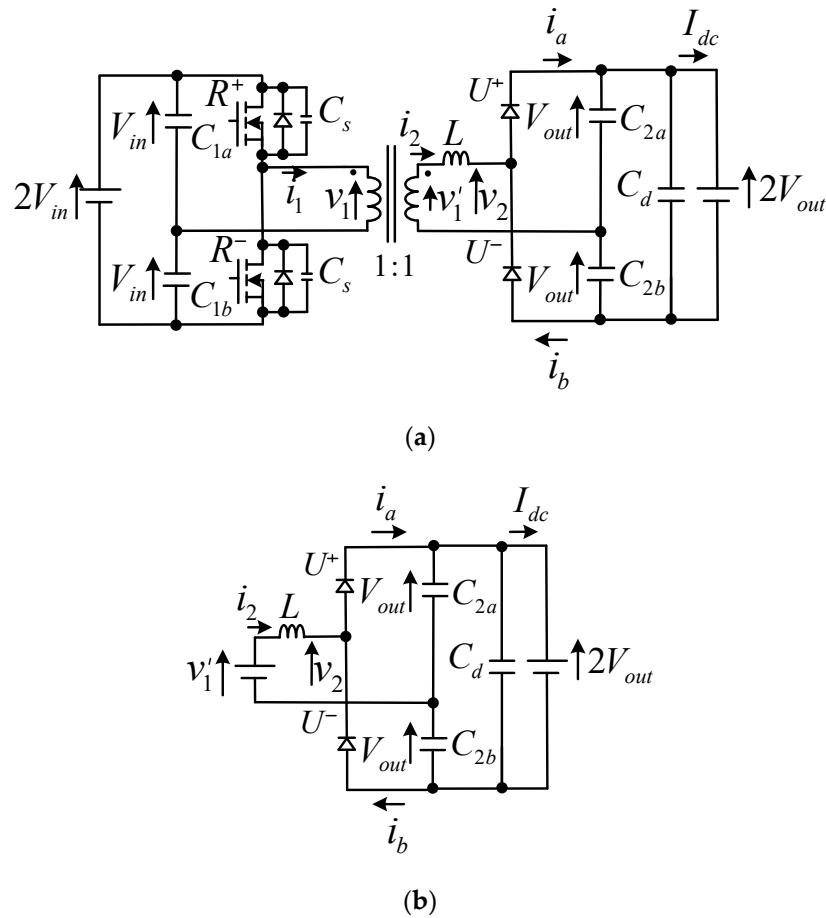 i_a I_dc
R⁺ U⁺
V_in C_1a C_s i_2 L V_out C_2a
2V_in i_1 v_1 v_1' v_2 C_d 2V_out
R⁻ U⁻
V_in C_1b C_s 1:1 V_out C_2b
i_b
(a)
i_a I_dc
U⁺
i_2 L V_out C_2a
v_1' v_2 C_d 2V_out
U⁻
V_out C_2b
i_b
(b)